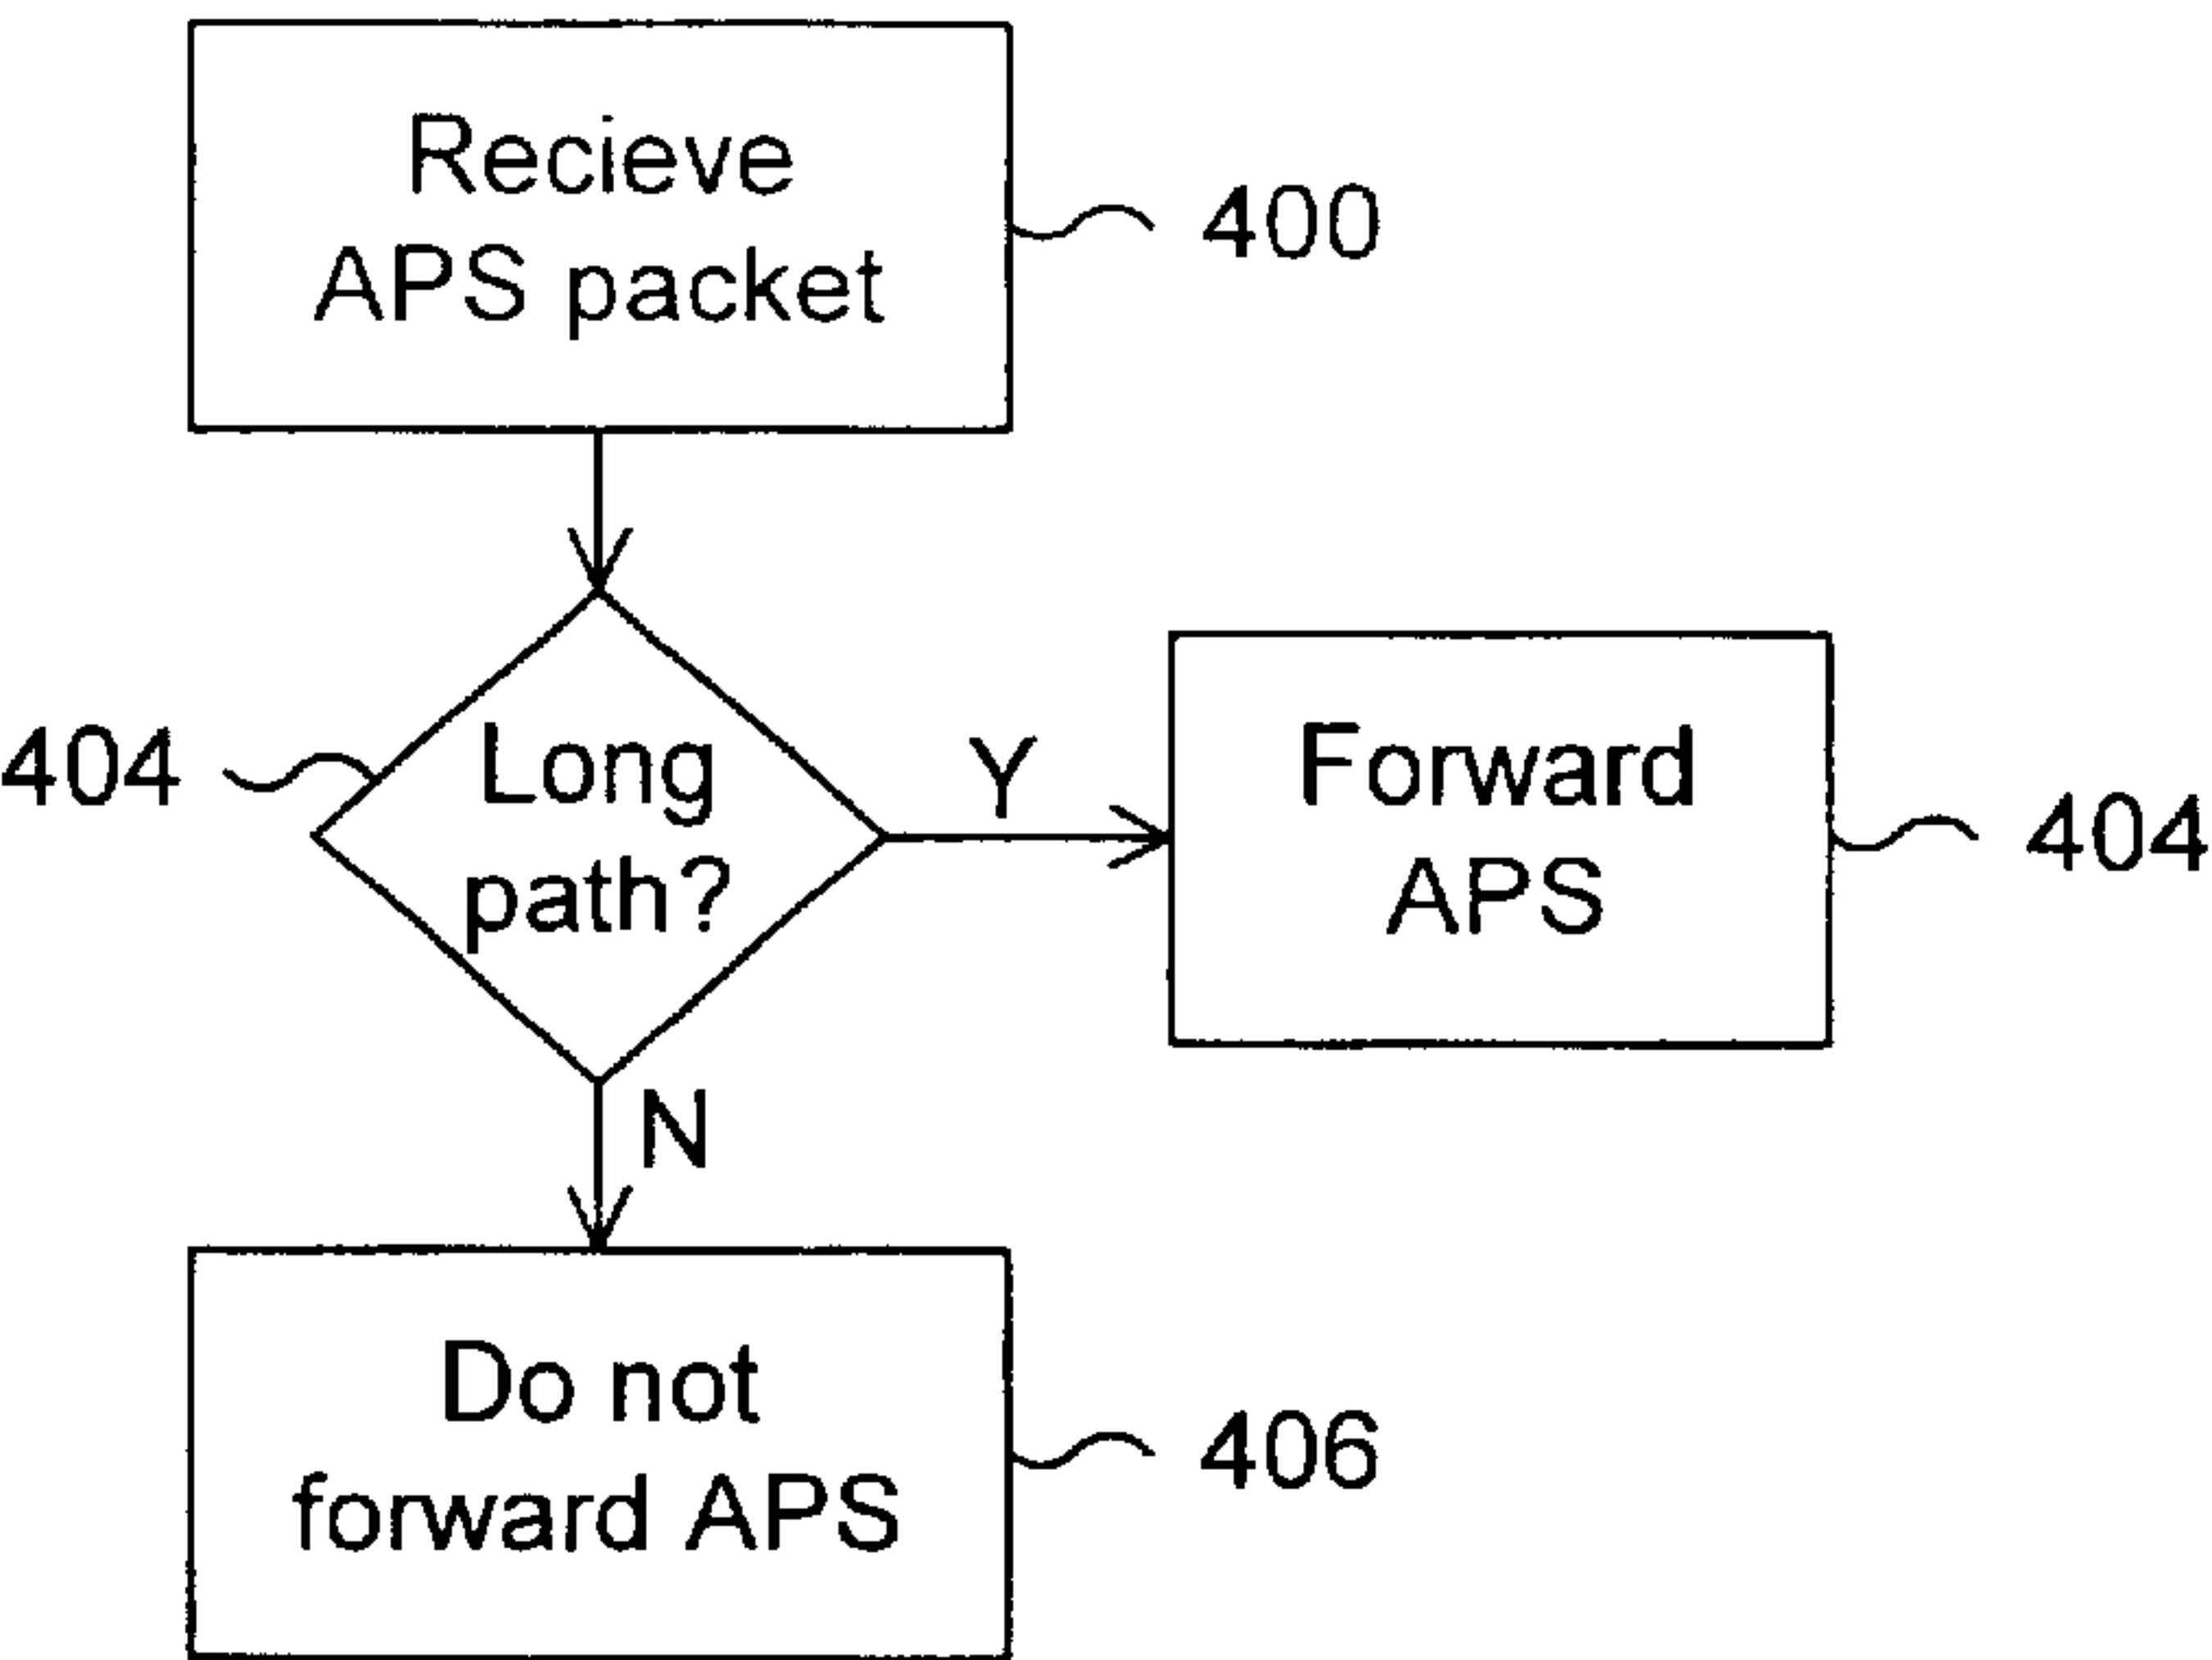 Recieve
APS packet
400
404
Long
path?
Y
Forward
APS
404
N
Do not
forward APS
406